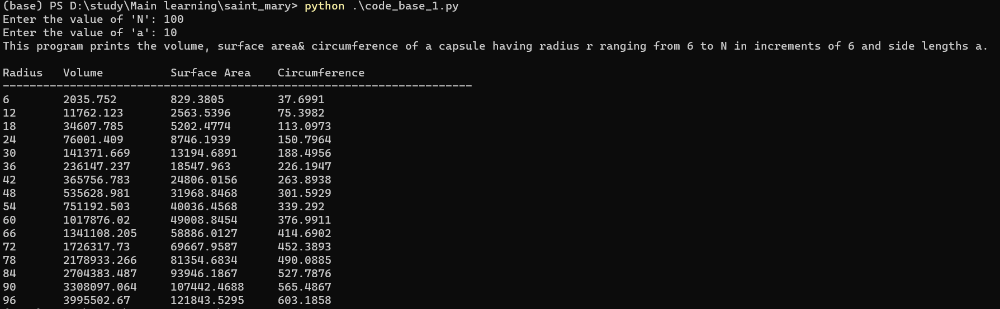 (base) PS D:\study\Main learning\saint_mary> python .\code_base_1.py
Enter the value of 'N': 100
Enter the value of 'a': 10
This program prints the volume, surface area& circumference of a capsule having radius r ranging from 6 to N in increments of 6 and side lengths a.
Radius Volume Surface Area Circumference
----------------------------------------------------------------------
6 2035.752 829.3805 37.6991
12 11762.123 2563.5396 75.3982
18 34607.785 5202.4774 113.0973
24 76001.409 8746.1939 150.7964
30 141371.669 13194.6891 188.4956
36 236147.237 18547.963 226.1947
42 365756.783 24806.0156 263.8938
48 535628.981 31968.8468 301.5929
54 751192.503 40036.4568 339.292
60 1017876.02 49008.8454 376.9911
66 1341108.205 58886.0127 414.6902
72 1726317.73 69667.9587 452.3893
78 2178933.266 81354.6834 490.0885
84 2704383.487 93946.1867 527.7876
90 3308097.064 107442.4688 565.4867
96 3995502.67 121843.5295 603.1858